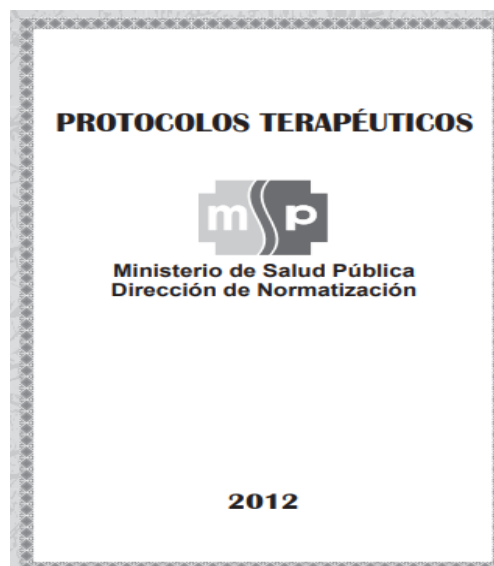 PROTOCOLOS TERAPÉUTICOS
msp
Ministerio de Salud Pública
Dirección de Normatización
2012